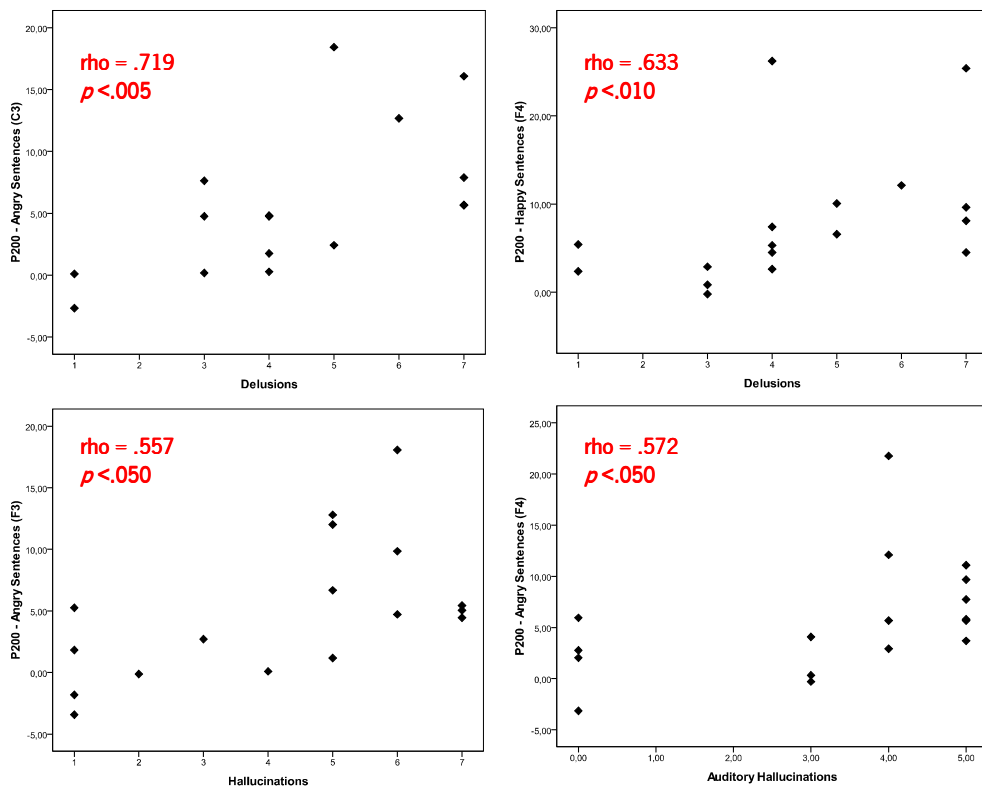 20,00
15,00
10,00
5,00
0,00
-5,00
P200 - Angry Sentences (C3)
rho = .719
p <.005
1 2 3 4 5 6 7
Delusions
30,00
20,00
10,00
0,00
P200 - Happy Sentences (F4)
rho = .633
p <.010
1 2 3 4 5 6 7
Delusions
20,00
15,00
10,00
5,00
0,00
-5,00
P200 - Angry Sentences (F3)
rho = .557
p <.050
1 2 3 4 5 6 7
Hallucinations
25,00
20,00
15,00
10,00
5,00
0,00
-5,00
P200 - Angry Sentences (F4)
rho = .572
p <.050
0,00 1,00 2,00 3,00 4,00 5,00
Auditory Hallucinations